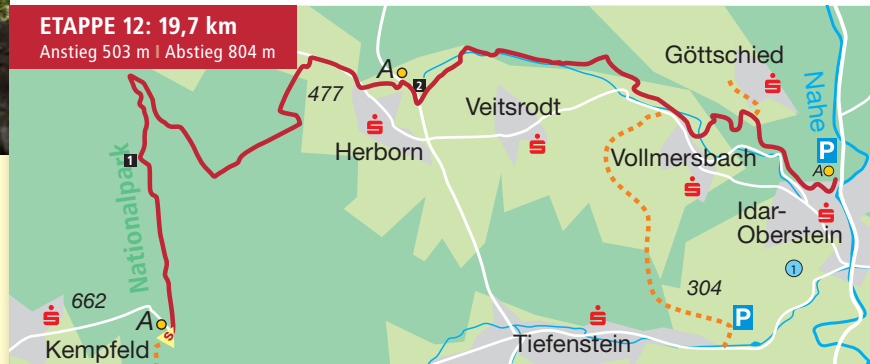 ETAPPE 12: 19,7 km
Anstieg 503 m | Abstieg 804 m
Göttschied
A
477
2
Veitsrodt
Nahe
P
Herborn
Vollmersbach
1
A
Nationalpark
Idar-
Oberstein
1
304
662
A
P
S
Kempfeld
Tiefenstein